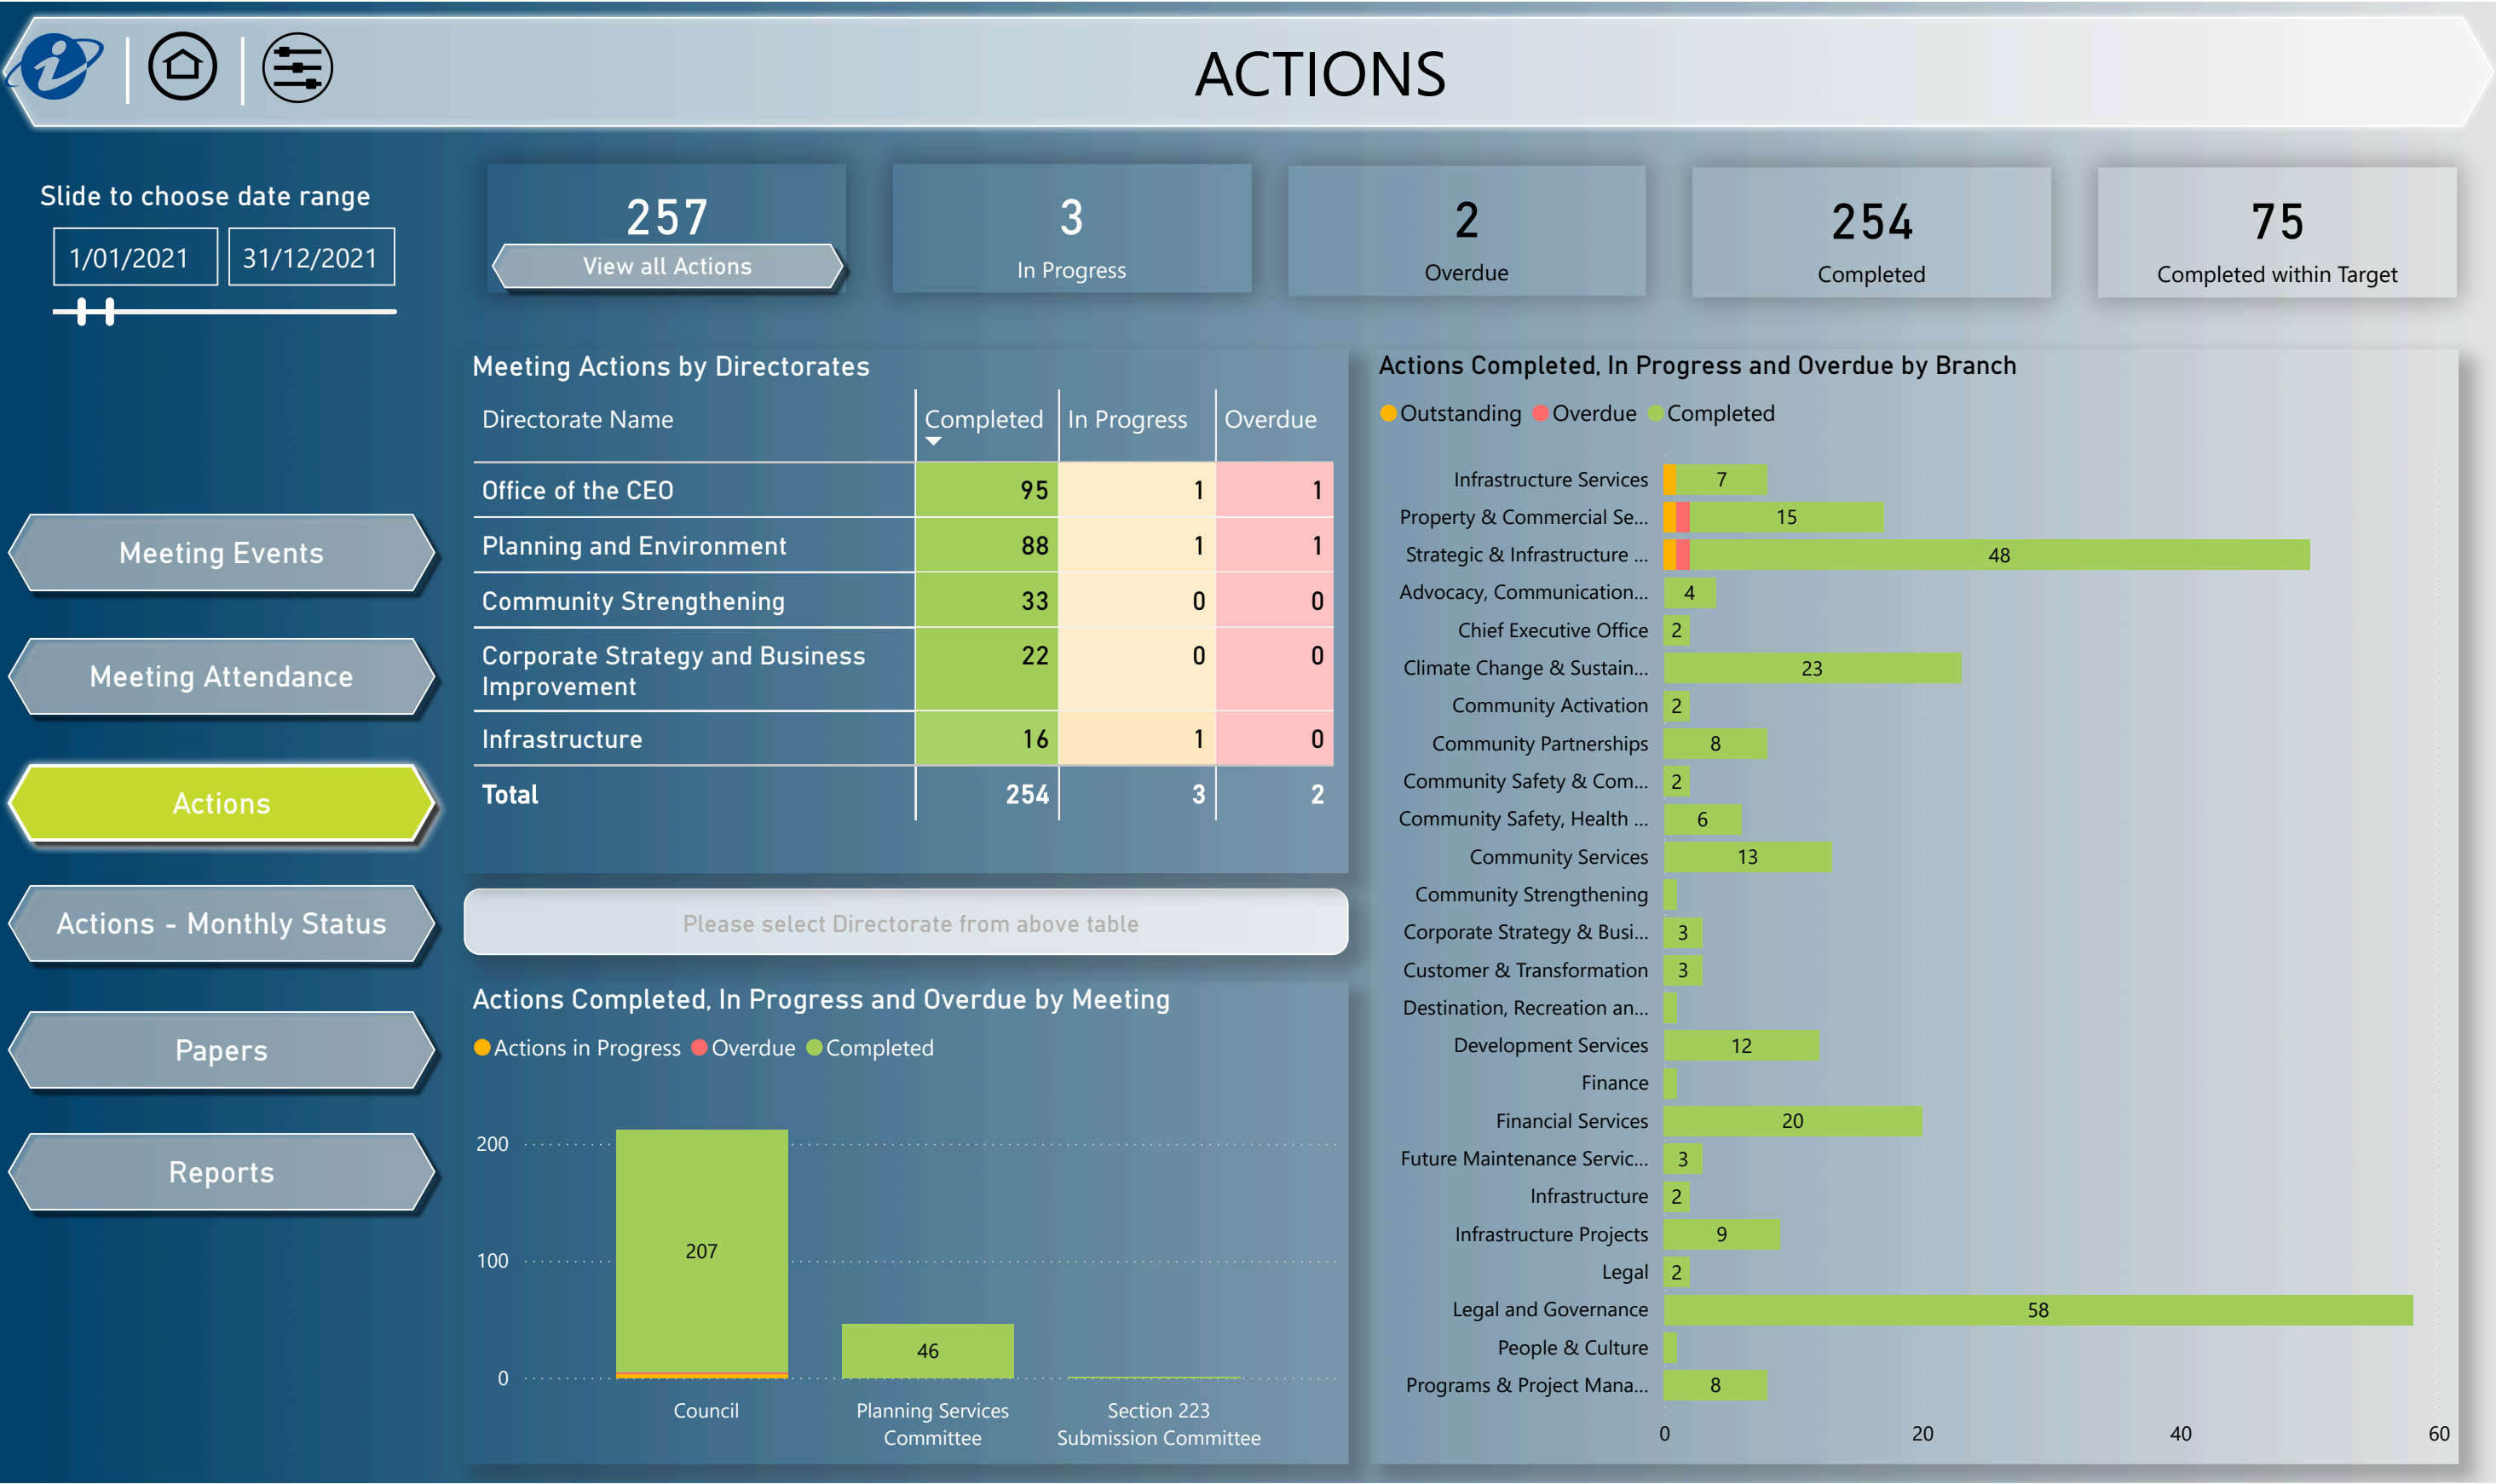 i
ACTIONS
Slide to choose date range
1/01/2021 31/12/2021
257
View all Actions
3
In Progress
2
Overdue
254
Completed
75
Completed within Target
Meeting Events
Meeting Attendance
Actions
Actions - Monthly Status
Papers
Reports
Meeting Actions by Directorates
Directorate Name Completed In Progress Overdue
Office of the CEO 95 1 1
Planning and Environment 88 1 1
Community Strengthening 33 0 0
Corporate Strategy and Business 22 0 0
Improvement
Infrastructure 16 1 0
Total 254 3 2
Please select Directorate from above table
Actions Completed, In Progress and Overdue by Meeting
Actions in Progress Overdue Completed
200
100
0
207
46
Council
Planning Services
Committee
Section 223
Submission Committee
Actions Completed, In Progress and Overdue by Branch
Outstanding Overdue Completed
Infrastructure Services 7
Property & Commercial Se... 15
Strategic & Infrastructure ... 48
Advocacy, Communication... 4
Chief Executive Office 2
Climate Change & Sustain... 23
Community Activation 2
Community Partnerships 8
Community Safety & Com... 2
Community Safety, Health ... 6
Community Services 13
Community Strengthening
Corporate Strategy & Busi... 3
Customer & Transformation 3
Destination, Recreation an...
Development Services 12
Finance
Financial Services 20
Future Maintenance Servic... 3
Infrastructure 2
Infrastructure Projects 9
Legal 2
Legal and Governance 58
People & Culture
Programs & Project Mana... 8
0 20 40 60